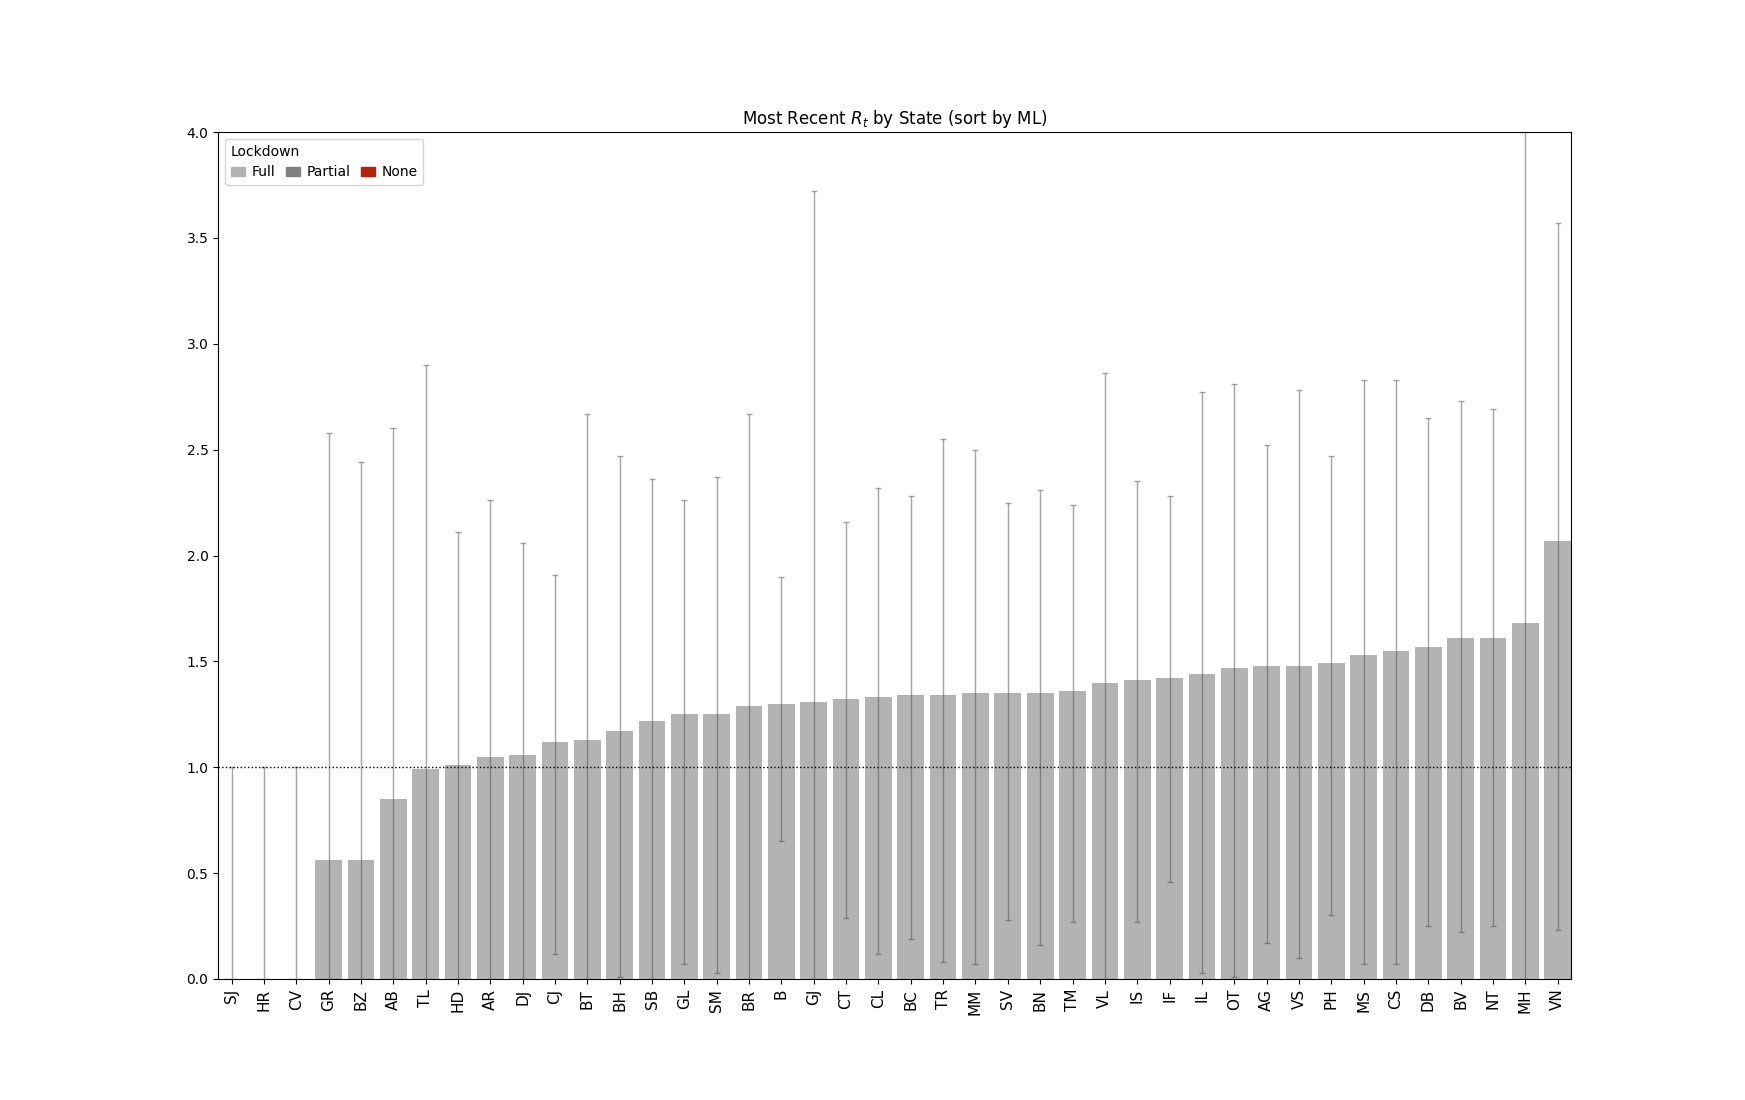 Most Recent Rt by State (sort by ML)
Lockdown
Full Partial None
4.0
3.5
3.0
2.5
2.0
1.5
1.0
0.5
0.0
SJ HR CV GR BZ AB TL HD AR DJ CJ BT BH SB GL SM BR B GJ CT CL BC TR MM SV BN TM VL IS IF IL OT AG VS PH MS CS DB BV NT MH VN